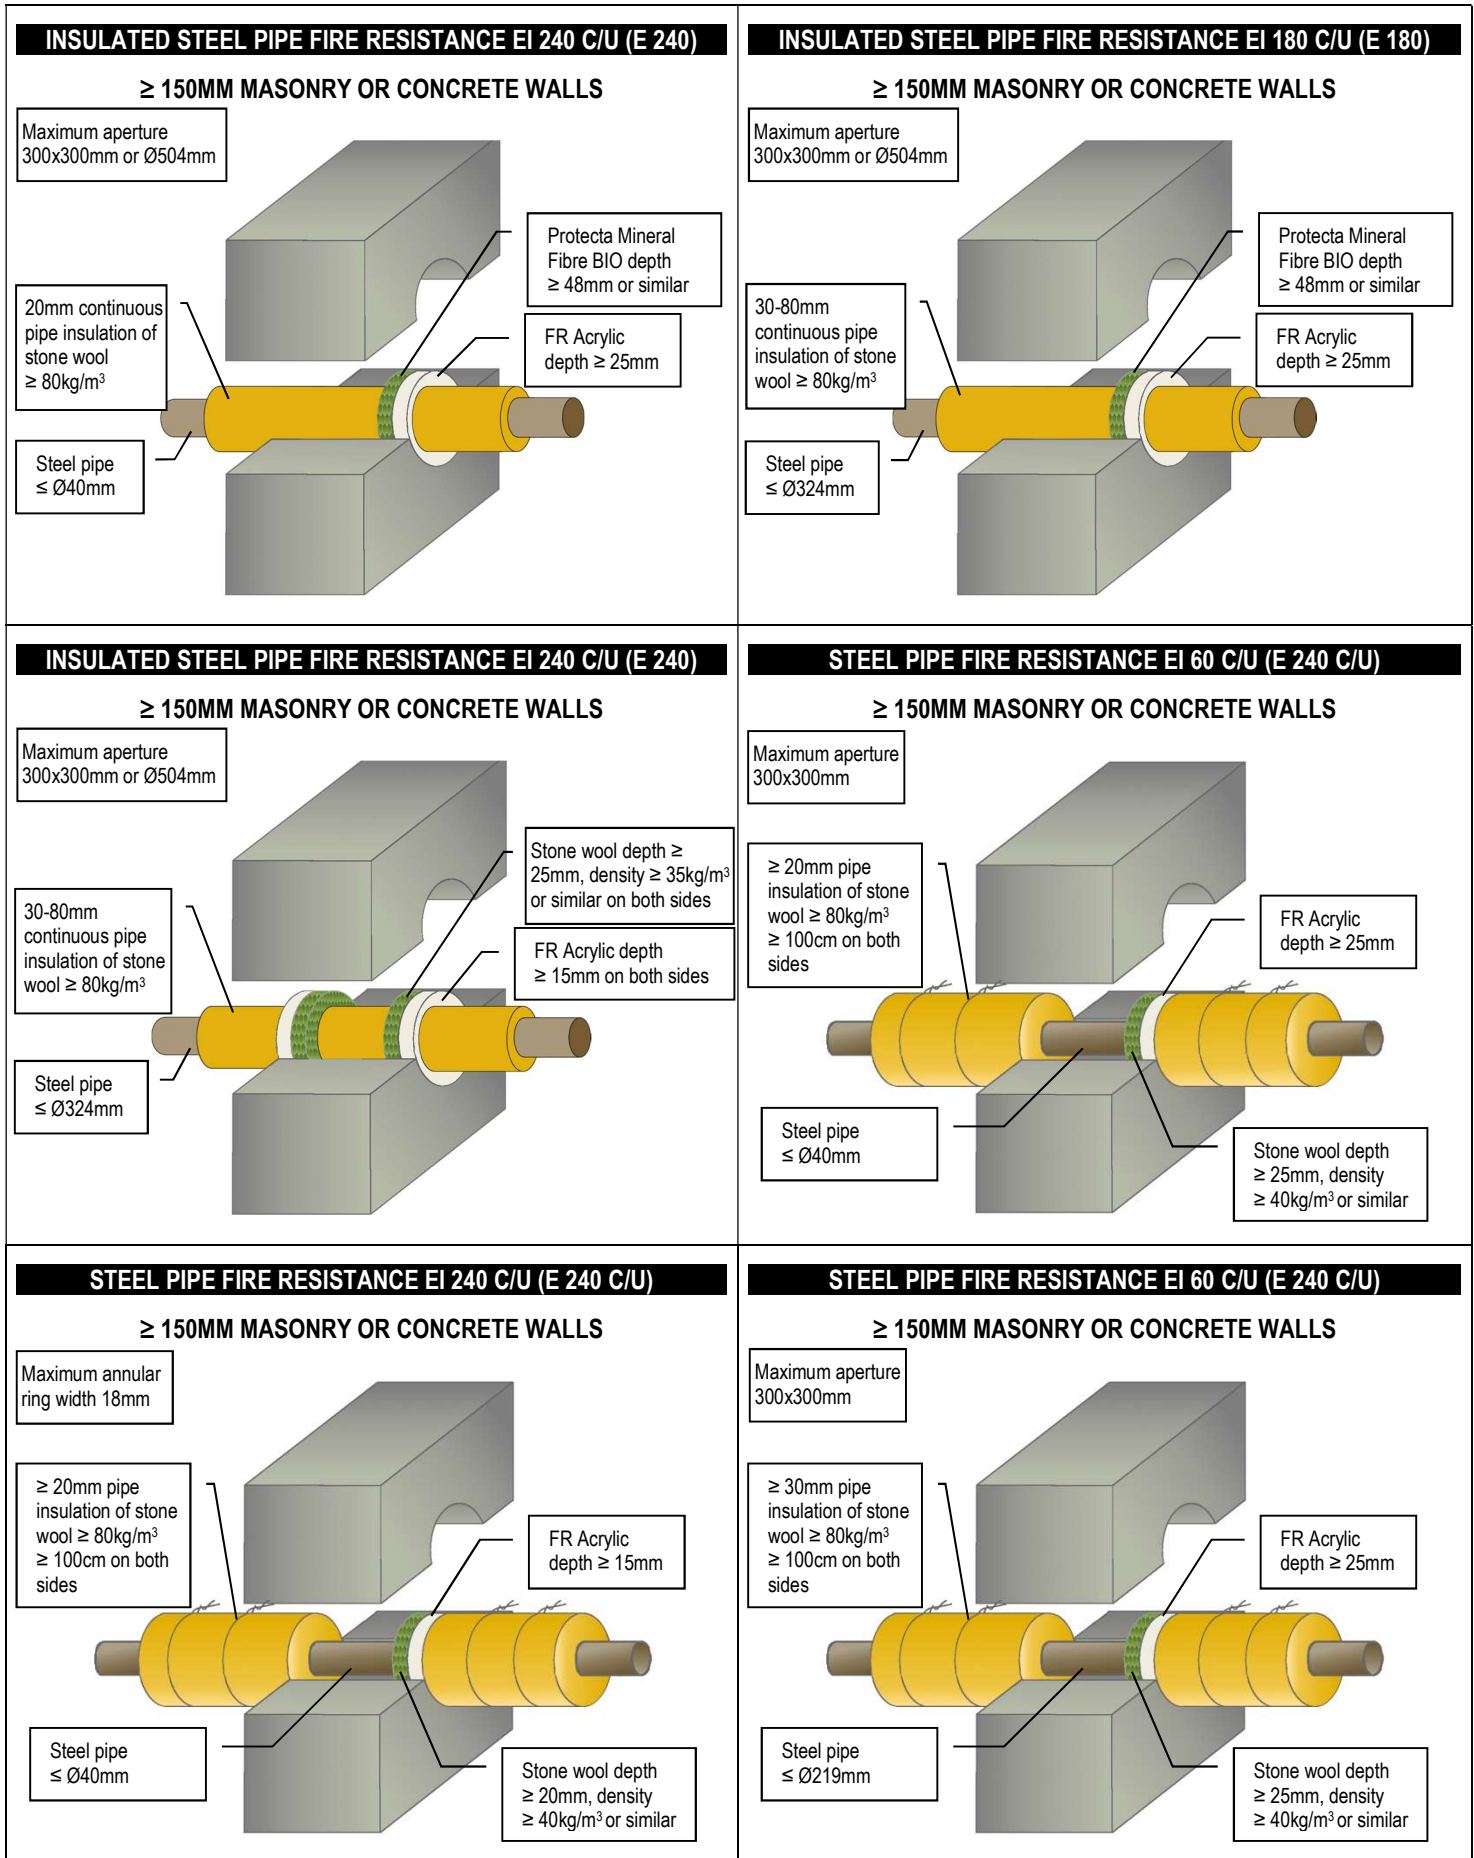 INSULATED STEEL PIPE FIRE RESISTANCE EI 240 C/U (E 240)
≥ 150MM MASONRY OR CONCRETE WALLS
Maximum aperture
300x300mm or Ø504mm
Protecta Mineral
Fibre BIO depth
≥ 48mm or similar
20mm continuous
pipe insulation of
stone wool
≥ 80kg/m³
FR Acrylic
depth ≥ 25mm
Steel pipe
≤ Ø40mm
INSULATED STEEL PIPE FIRE RESISTANCE EI 180 C/U (E 180)
≥ 150MM MASONRY OR CONCRETE WALLS
Maximum aperture
300x300mm or Ø504mm
Protecta Mineral
Fibre BIO depth
≥ 48mm or similar
30-80mm
continuous pipe
insulation of stone
wool ≥ 80kg/m³
FR Acrylic
depth ≥ 25mm
Steel pipe
≤ Ø324mm
INSULATED STEEL PIPE FIRE RESISTANCE EI 240 C/U (E 240)
≥ 150MM MASONRY OR CONCRETE WALLS
Maximum aperture
300x300mm or Ø504mm
Stone wool depth ≥
25mm, density ≥ 35kg/m³
or similar on both sides
30-80mm
continuous pipe
insulation of stone
wool ≥ 80kg/m³
FR Acrylic depth
≥ 15mm on both sides
Steel pipe
≤ Ø324mm
STEEL PIPE FIRE RESISTANCE EI 60 C/U (E 240 C/U)
≥ 150MM MASONRY OR CONCRETE WALLS
Maximum aperture
300x300mm
≥ 20mm pipe
insulation of stone
wool ≥ 80kg/m³
≥ 100cm on both
sides
FR Acrylic
depth ≥ 25mm
Steel pipe
≤ Ø40mm
Stone wool depth
≥ 25mm, density
≥ 40kg/m³ or similar
STEEL PIPE FIRE RESISTANCE EI 240 C/U (E 240 C/U)
≥ 150MM MASONRY OR CONCRETE WALLS
Maximum annular
ring width 18mm
≥ 20mm pipe
insulation of stone
wool ≥ 80kg/m³
≥ 100cm on both
sides
FR Acrylic
depth ≥ 15mm
Steel pipe
≤ Ø40mm
Stone wool depth
≥ 20mm, density
≥ 40kg/m³ or similar
STEEL PIPE FIRE RESISTANCE EI 60 C/U (E 240 C/U)
≥ 150MM MASONRY OR CONCRETE WALLS
Maximum aperture
300x300mm
≥ 30mm pipe
insulation of stone
wool ≥ 80kg/m³
≥ 100cm on both
sides
FR Acrylic
depth ≥ 25mm
Steel pipe
≤ Ø219mm
Stone wool depth
≥ 25mm, density
≥ 40kg/m³ or similar